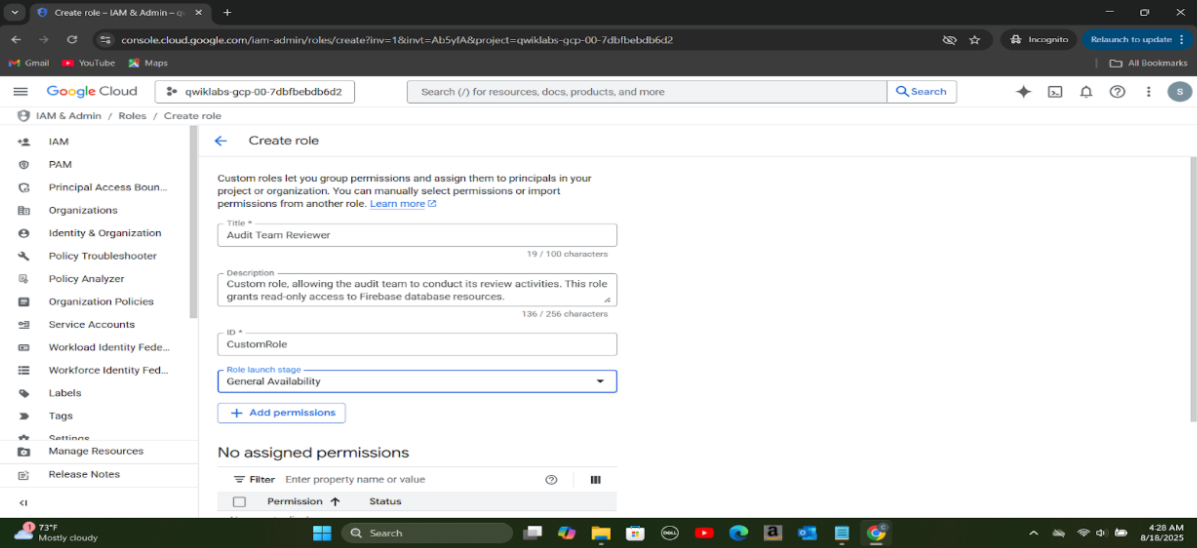 Create role – IAM & Admin – q
console.cloud.google.com/iam-admin/roles/create?inv=1&invt=Ab5yfA&project=qwiklabs-gcp-00-7dbfbebdb6d2
Incognito
Relaunch to update
Gmail
YouTube
Maps
All Bookmarks
Google Cloud
qwiklabs-gcp-00-7dbfbebdb6d2
Search (/) for resources, docs, products, and more
Search
S
IAM & Admin / Roles / Create role
IAM
PAM
Principal Access Boun...
Organizations
Identity & Organization
Policy Troubleshooter
Policy Analyzer
Organization Policies
Service Accounts
Workload Identity Fede...
Workforce Identity Fed...
Labels
Tags
Settings
Manage Resources
Release Notes
Create role
Custom roles let you group permissions and assign them to principals in your
project or organization. You can manually select permissions or import
permissions from another role. Learn more
Title *
Audit Team Reviewer
19 / 100 characters
Description
Custom role, allowing the audit team to conduct its review activities. This role
grants read-only access to Firebase database resources.
136 / 256 characters
ID *
CustomRole
Role launch stage
General Availability
+ Add permissions
No assigned permissions
Filter Enter property name or value
Permission Status
1
73°F
Mostly cloudy
Search
DELL
a
4:28 AM
8/18/2025